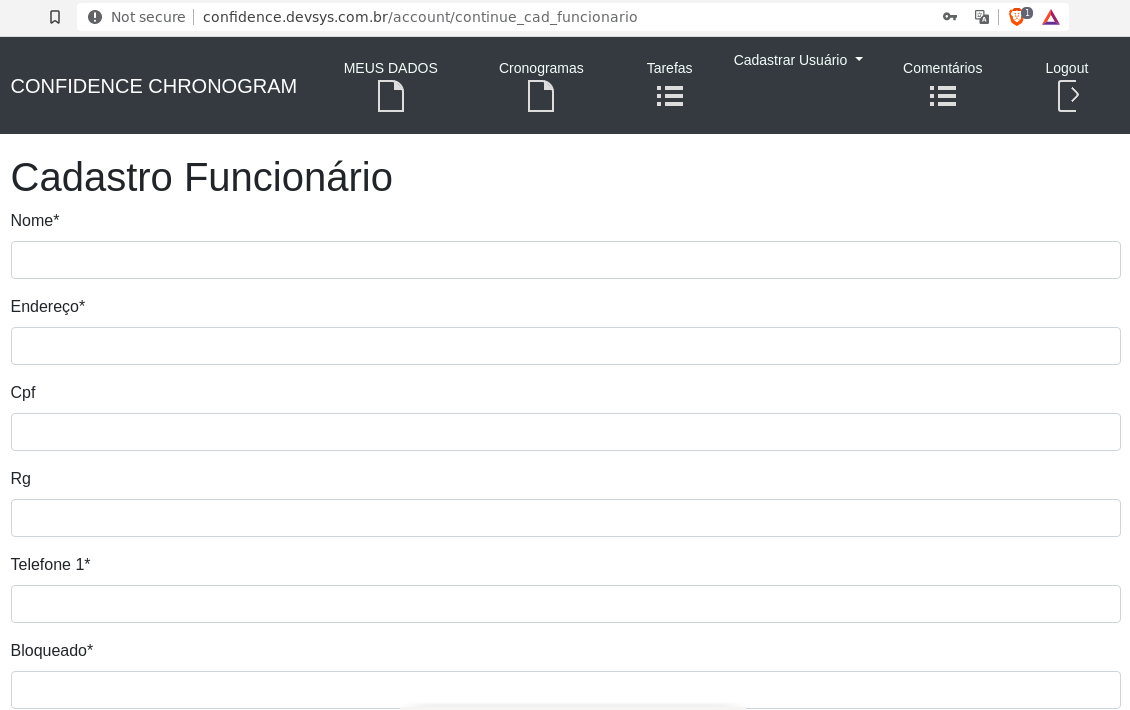 Not secure confidence.devsys.com.br/account/continue_cad_funcionario 1
CONFIDENCE CHRONOGRAM MEUS DADOS Cronogramas Tarefas Cadastrar Usuário Comentários Logout
Cadastro Funcionário
Nome*
Endereço*
Cpf
Rg
Telefone 1*
Bloqueado*